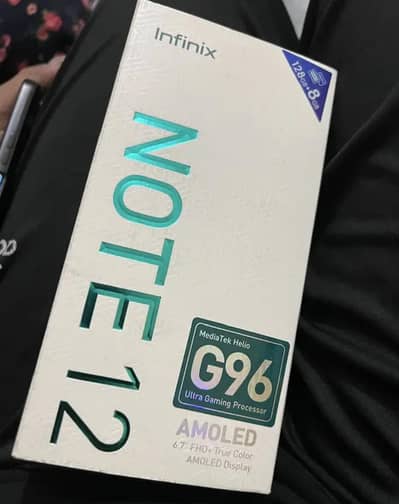 Infinix
128GB+8GB
NOTE 12
MediaTek Helio
G96
Ultra Gaming Processor
AMOLED
6.7" FHD+ True Color
AMOLED Display